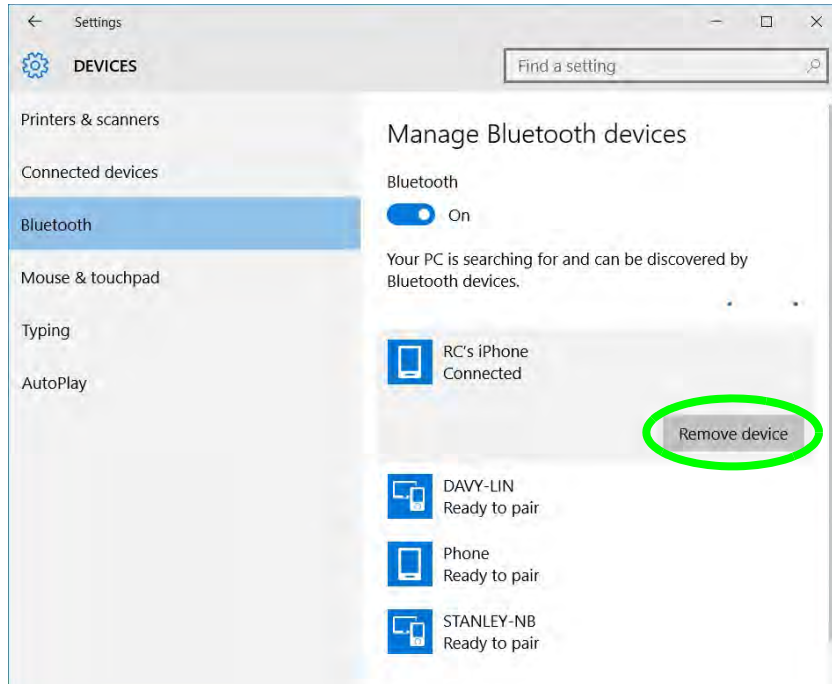 Settings
DEVICES
Find a setting
Printers & scanners
Connected devices
Bluetooth
Mouse & touchpad
Typing
AutoPlay
Manage Bluetooth devices
Bluetooth
On
Your PC is searching for and can be discovered by
Bluetooth devices.
RC's iPhone
Connected
Remove device
DAVY-LIN
Ready to pair
Phone
Ready to pair
STANLEY-NB
Ready to pair